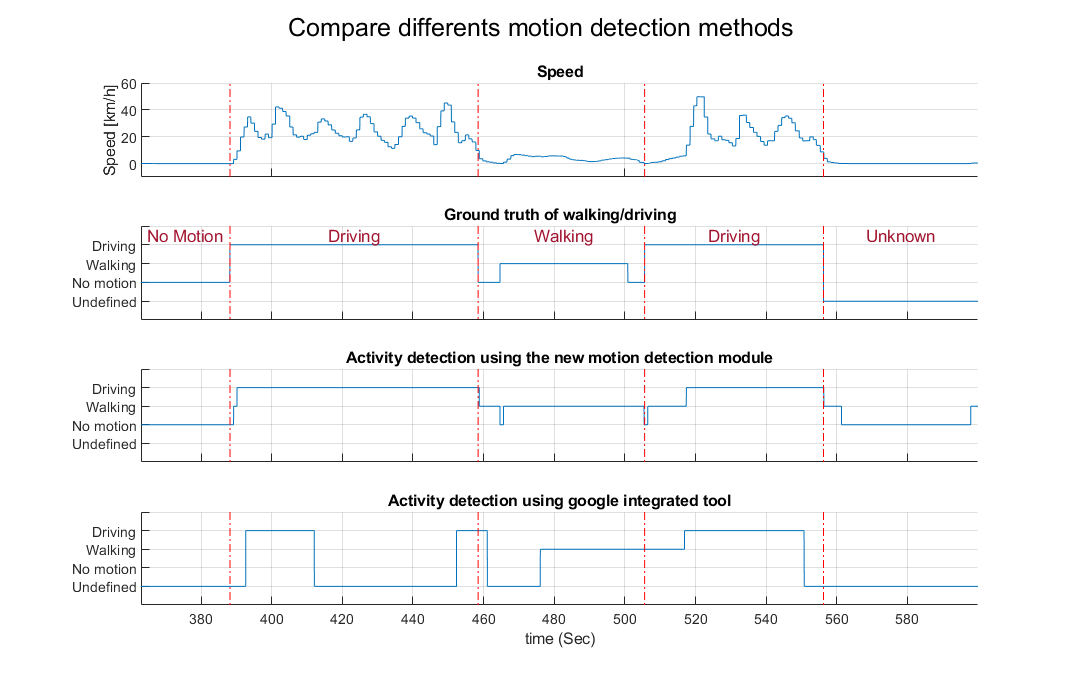 Compare differents motion detection methods
Speed
Speed [km/h]
60
40
20
0
Ground truth of walking/driving
No Motion Driving Walking Driving Unknown
Driving
Walking
No motion
Undefined
Activity detection using the new motion detection module
Driving
Walking
No motion
Undefined
Activity detection using google integrated tool
Driving
Walking
No motion
Undefined
380 400 420 440 460 480 500 520 540 560 580
time (Sec)